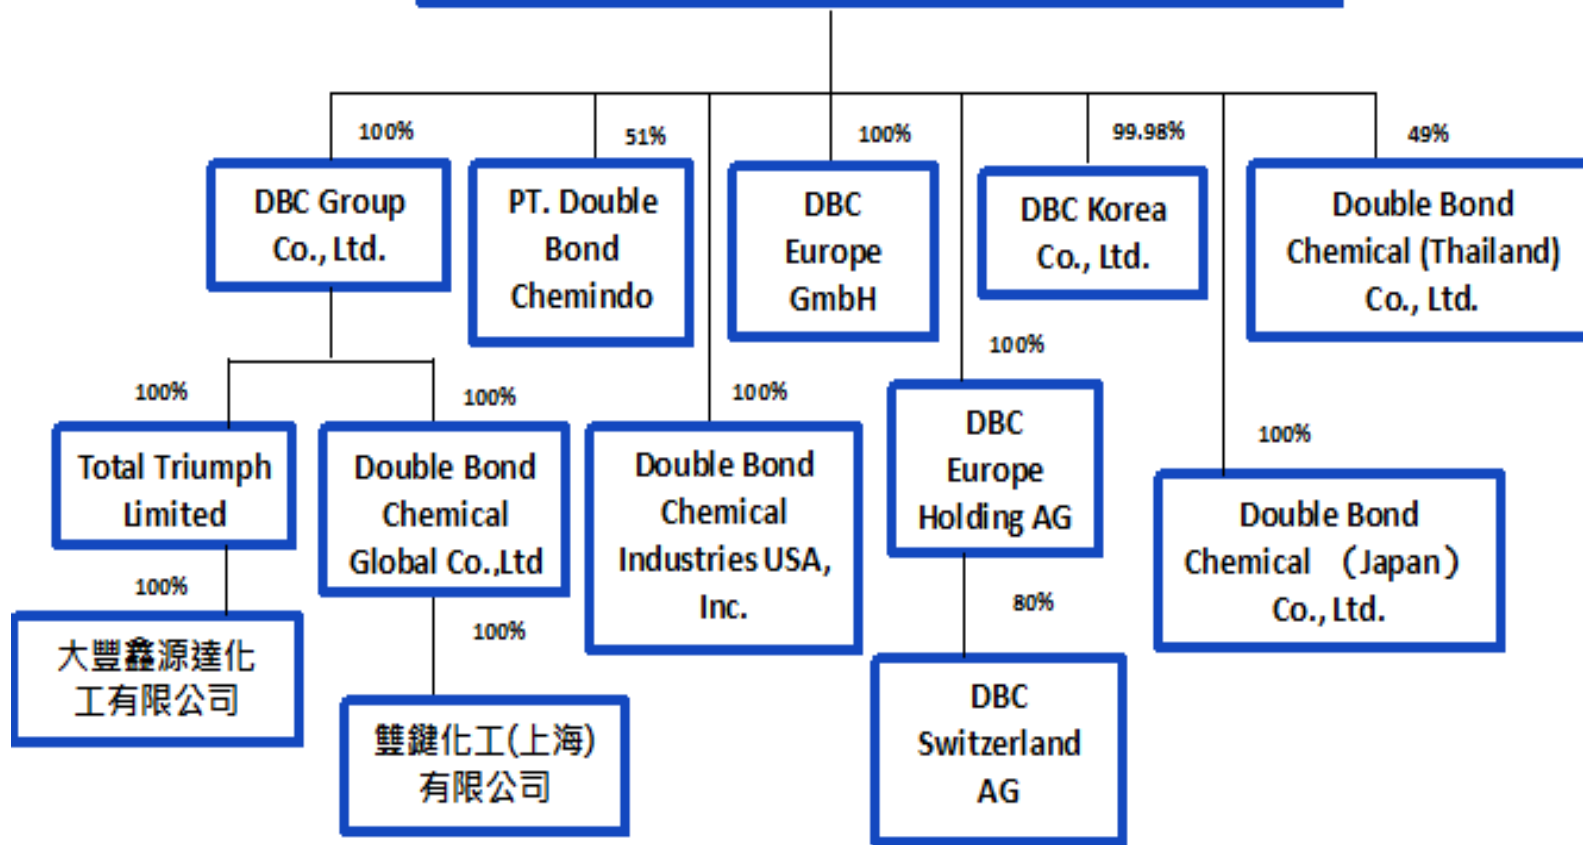 100%
51%
100%
99.98%
49%
DBC Group
Co., Ltd.
PT. Double
Bond
Chemindo
DBC
Europe
GmbH
DBC Korea
Co., Ltd.
Double Bond
Chemical (Thailand)
Co., Ltd.
100%
100%
100%
100%
100%
Total Triumph
Limited
Double Bond
Chemical
Global Co.,Ltd
Double Bond
Chemical
Industries USA,
Inc.
DBC
Europe
Holding AG
Double Bond
Chemical （Japan）
Co., Ltd.
100%
100%
80%
大豐鑫源達化
工有限公司
雙鍵化工(上海)
有限公司
DBC
Switzerland
AG